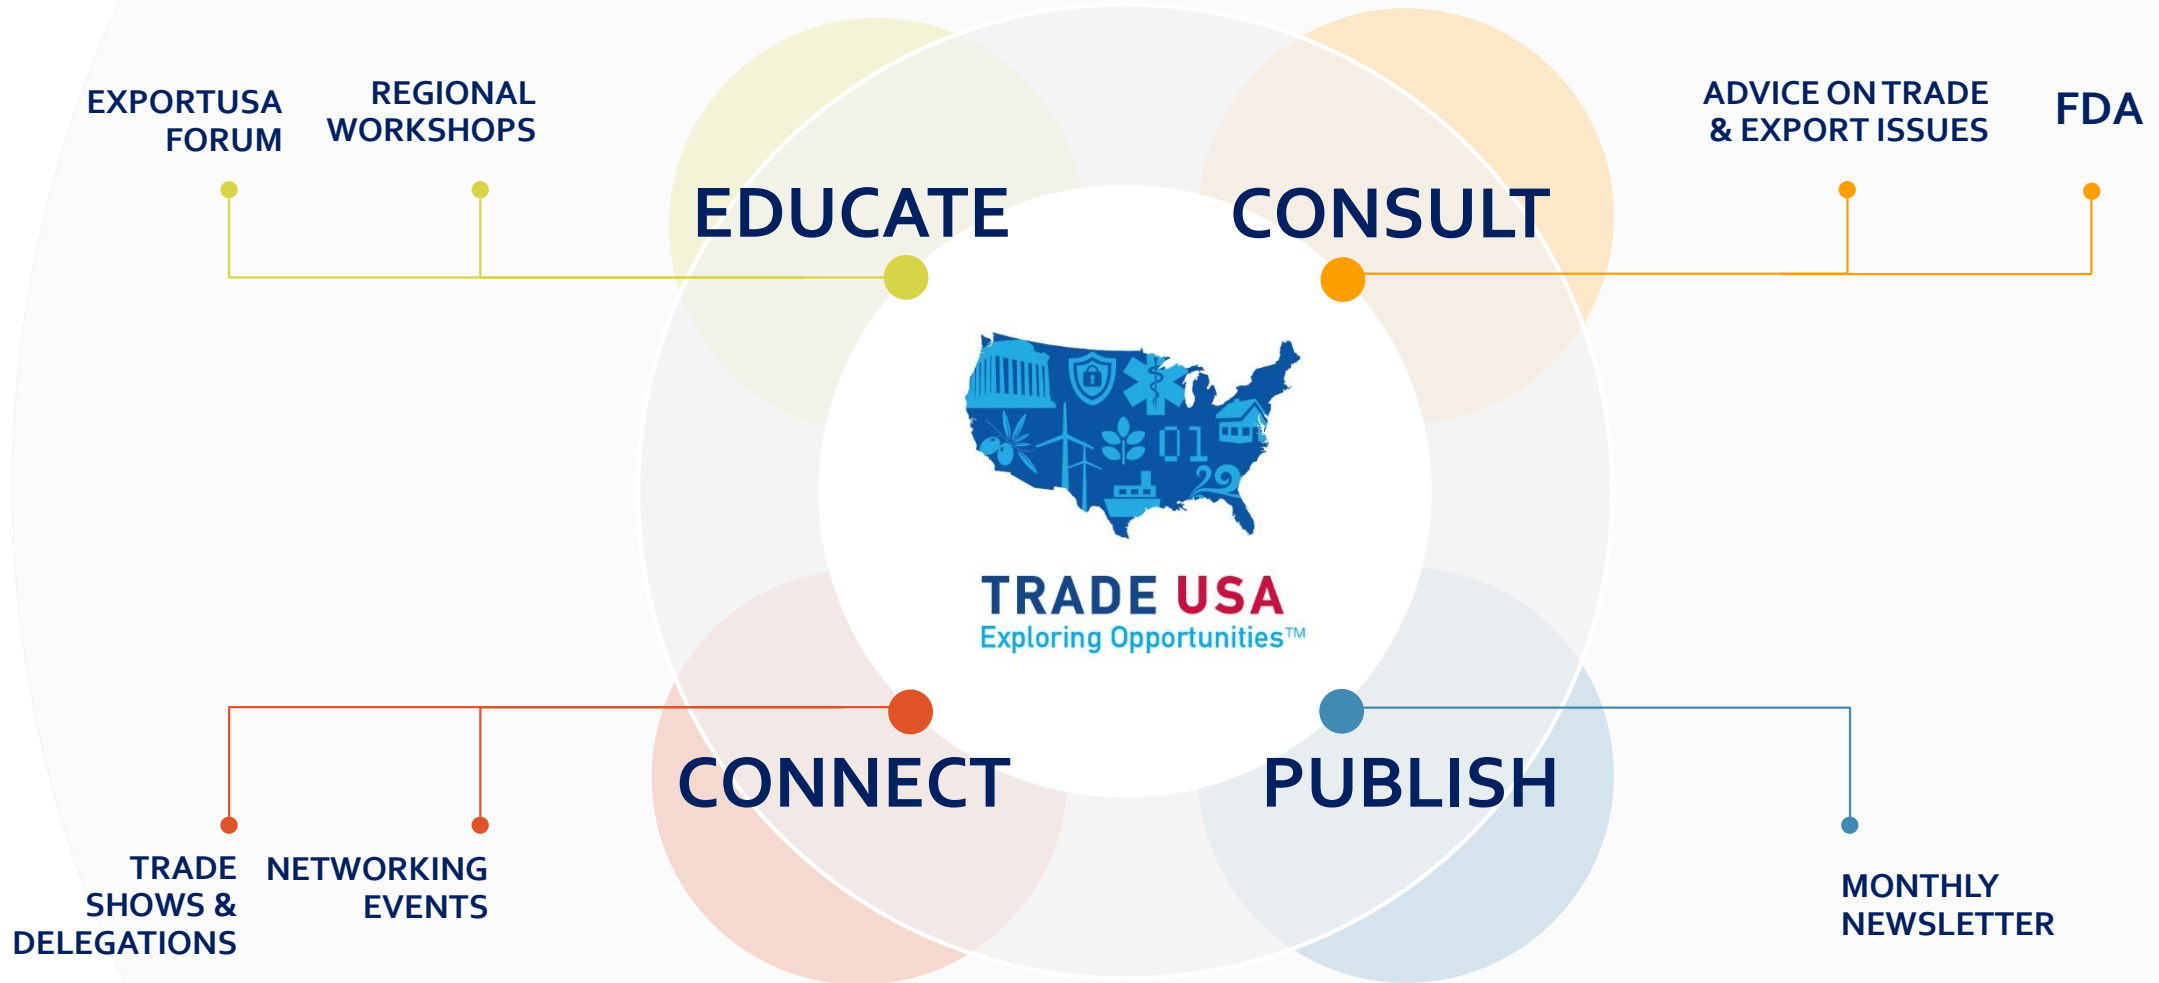 EXPORTUSA
FORUM
REGIONAL
WORKSHOPS
EDUCATE
CONSULT
ADVICE ON TRADE
& EXPORT ISSUES
FDA
01
TRADE USA
Exploring Opportunities™
CONNECT
PUBLISH
TRADE
SHOWS &
DELEGATIONS
NETWORKING
EVENTS
MONTHLY
NEWSLETTER